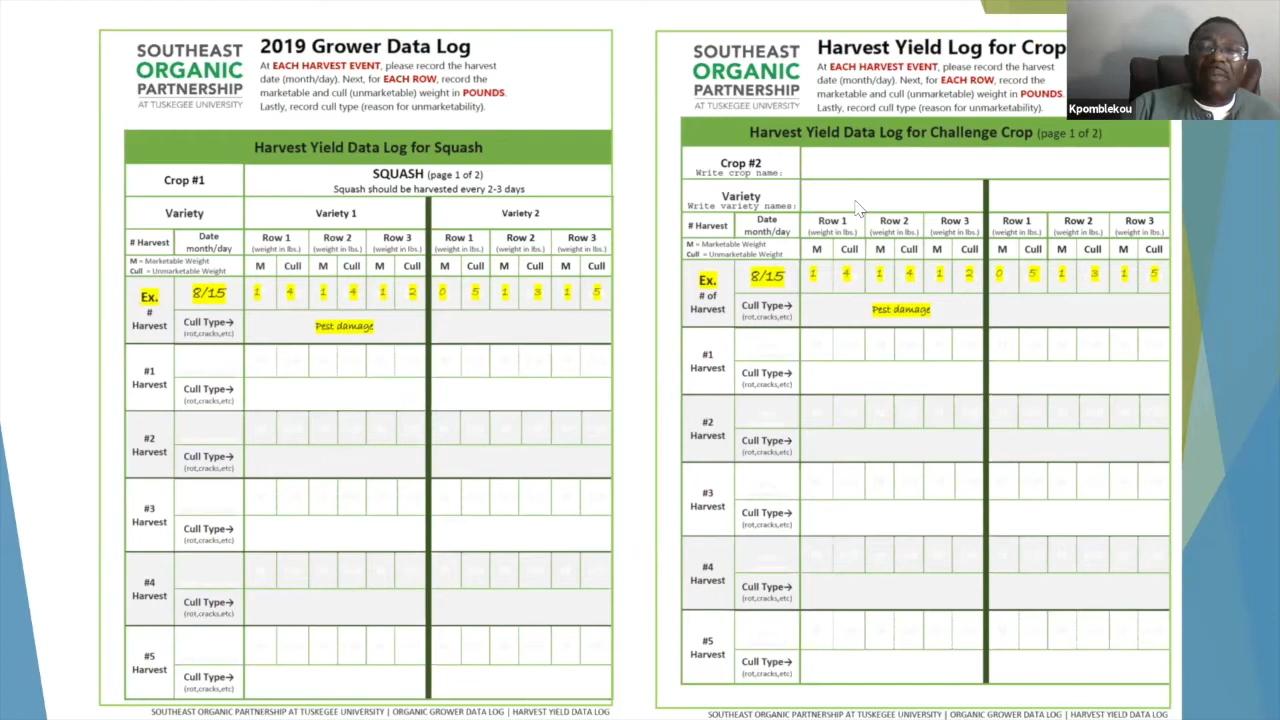 SOUTHEAST
ORGANIC
PARTNERSHIP
AT TUSKEGEE UNIVERSITY
2019 Grower Data Log
At EACH HARVEST EVENT, please record the harvest
date (month/day). Next, for EACH ROW, record the
marketable and cull (unmarketable) weight in POUNDS.
Lastly, record cull type (reason for unmarketability).
Harvest Yield Data Log for Squash
Crop #1
SQUASH (page 1 of 2)
Squash should be harvested every 2-3 days
Variety Variety 1 Variety 2
# Harvest Date month/day Row 1 Row 2 Row 3 Row 1 Row 2 Row 3
(weight in lbs.) (weight in lbs.) (weight in lbs.) (weight in lbs.) (weight in lbs.) (weight in lbs.)
M = Marketable Weight
Cull = Unmarketable Weight
M Cull M Cull M Cull M Cull M Cull M Cull
Ex. 8/15 1 4 1 4 1 2 0 5 1 3 1 5
#
Harvest
Cull Type→ Pest damage
(rot,cracks,etc)
#1
Harvest
Cull Type→
(rot,cracks,etc)
#2
Harvest
Cull Type→
(rot,cracks,etc)
#3
Harvest
Cull Type→
(rot,cracks,etc)
#4
Harvest
Cull Type→
(rot,cracks,etc)
#5
Harvest
Cull Type→
(rot,cracks,etc)
SOUTHEAST ORGANIC PARTNERSHIP AT TUSKEGEE UNIVERSITY | ORGANIC GROWER DATA LOG | HARVEST YIELD DATA LOG
SOUTHEAST
ORGANIC
PARTNERSHIP
AT TUSKEGEE UNIVERSITY
Harvest Yield Log for Crop
At EACH HARVEST EVENT, please record the harvest
date (month/day). Next, for EACH ROW, record the
marketable and cull (unmarketable) weight in POUNDS.
Lastly, record cull type (reason for unmarketability).
Kpomblekou
Harvest Yield Data Log for Challenge Crop (page 1 of 2)
Crop #2
Write crop name:
Variety
Write variety names:
# Harvest Date month/day Row 1 Row 2 Row 3 Row 1 Row 2 Row 3
(weight in lbs.) (weight in lbs.) (weight in lbs.) (weight in lbs.) (weight in lbs.) (weight in lbs.)
M = Marketable Weight
Cull = Unmarketable Weight
M Cull M Cull M Cull M Cull M Cull M Cull
Ex. 8/15 1 4 1 4 1 2 0 5 1 3 1 5
# of
Harvest
Cull Type→ Pest damage
(rot,cracks,etc)
#1
Harvest
Cull Type→
(rot,cracks,etc)
#2
Harvest
Cull Type→
(rot,cracks,etc)
#3
Harvest
Cull Type→
(rot,cracks,etc)
#4
Harvest
Cull Type→
(rot,cracks,etc)
#5
Harvest
Cull Type→
(rot,cracks,etc)
SOUTHEAST ORGANIC PARTNERSHIP AT TUSKEGEE UNIVERSITY | ORGANIC GROWER DATA LOG | HARVEST YIELD DATA LOG